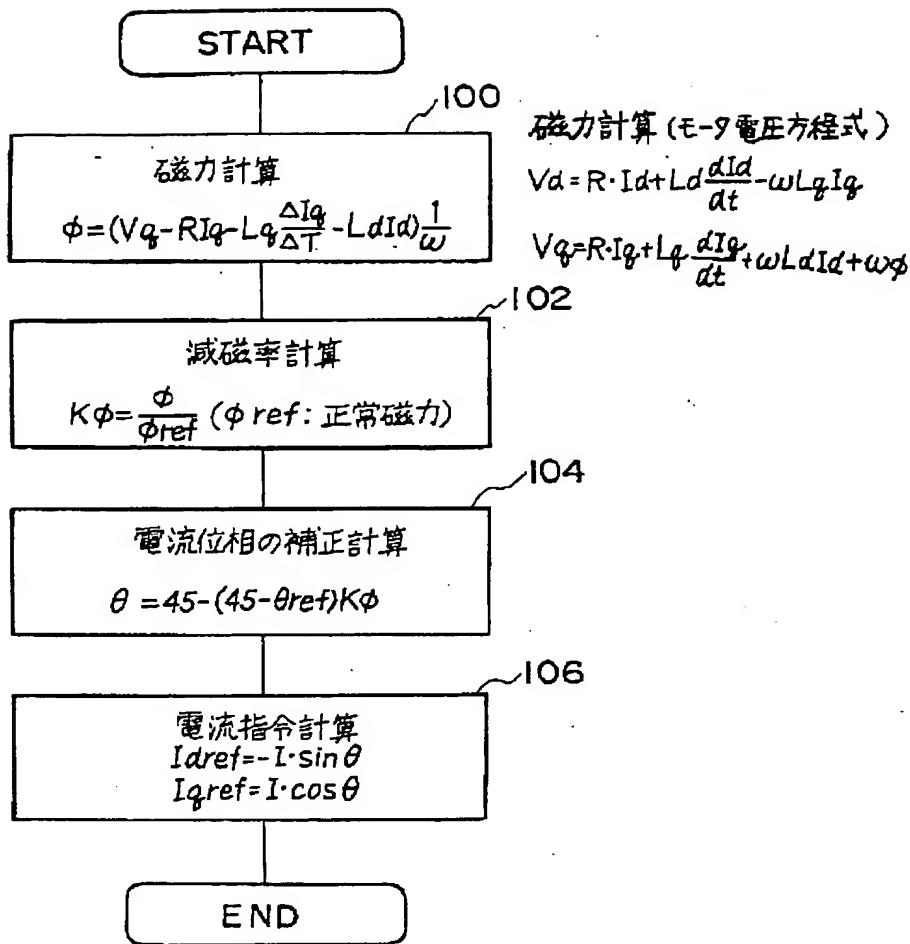 START
100
磁力計算
φ=(Vq-RIq-Lq ΔIq/ΔT -LdId) 1/ω
磁力計算(モータ電圧方程式)
Vd=R・Id+Ld dId/dt -ωLqIq
Vq=R・Iq+Lq dIq/dt +ωLdId+ωφ
102
減磁率計算
Kφ= φ/φref (φref:正常磁力)
104
電流位相の補正計算
θ=45-(45-θref)Kφ
106
電流指令計算
Idref=-I・sinθ
Iqref=I・cosθ
END